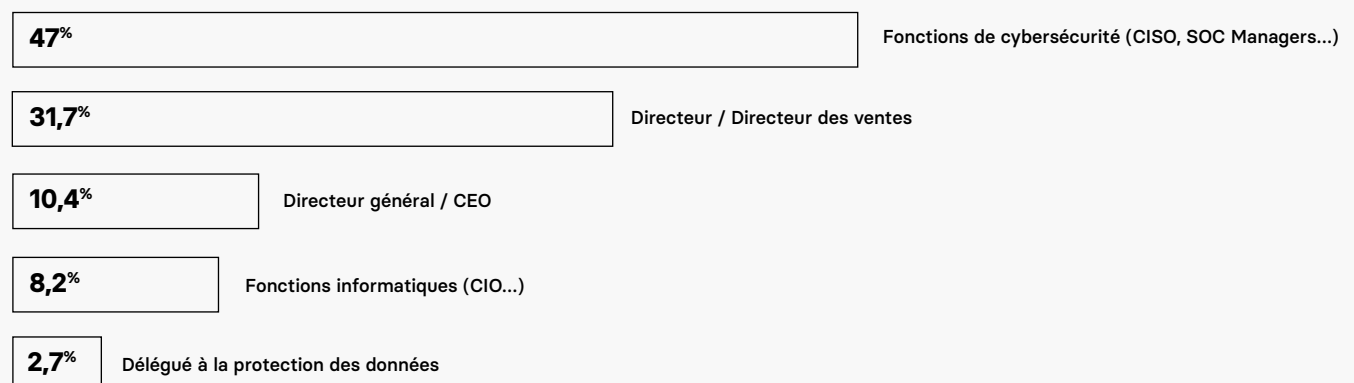 47%
Fonctions de cybersécurité (CISO, SOC Managers...)
31,7%
Directeur / Directeur des ventes
10,4%
Directeur général / CEO
8,2%
Fonctions informatiques (CIO...)
2,7%
Délégué à la protection des données